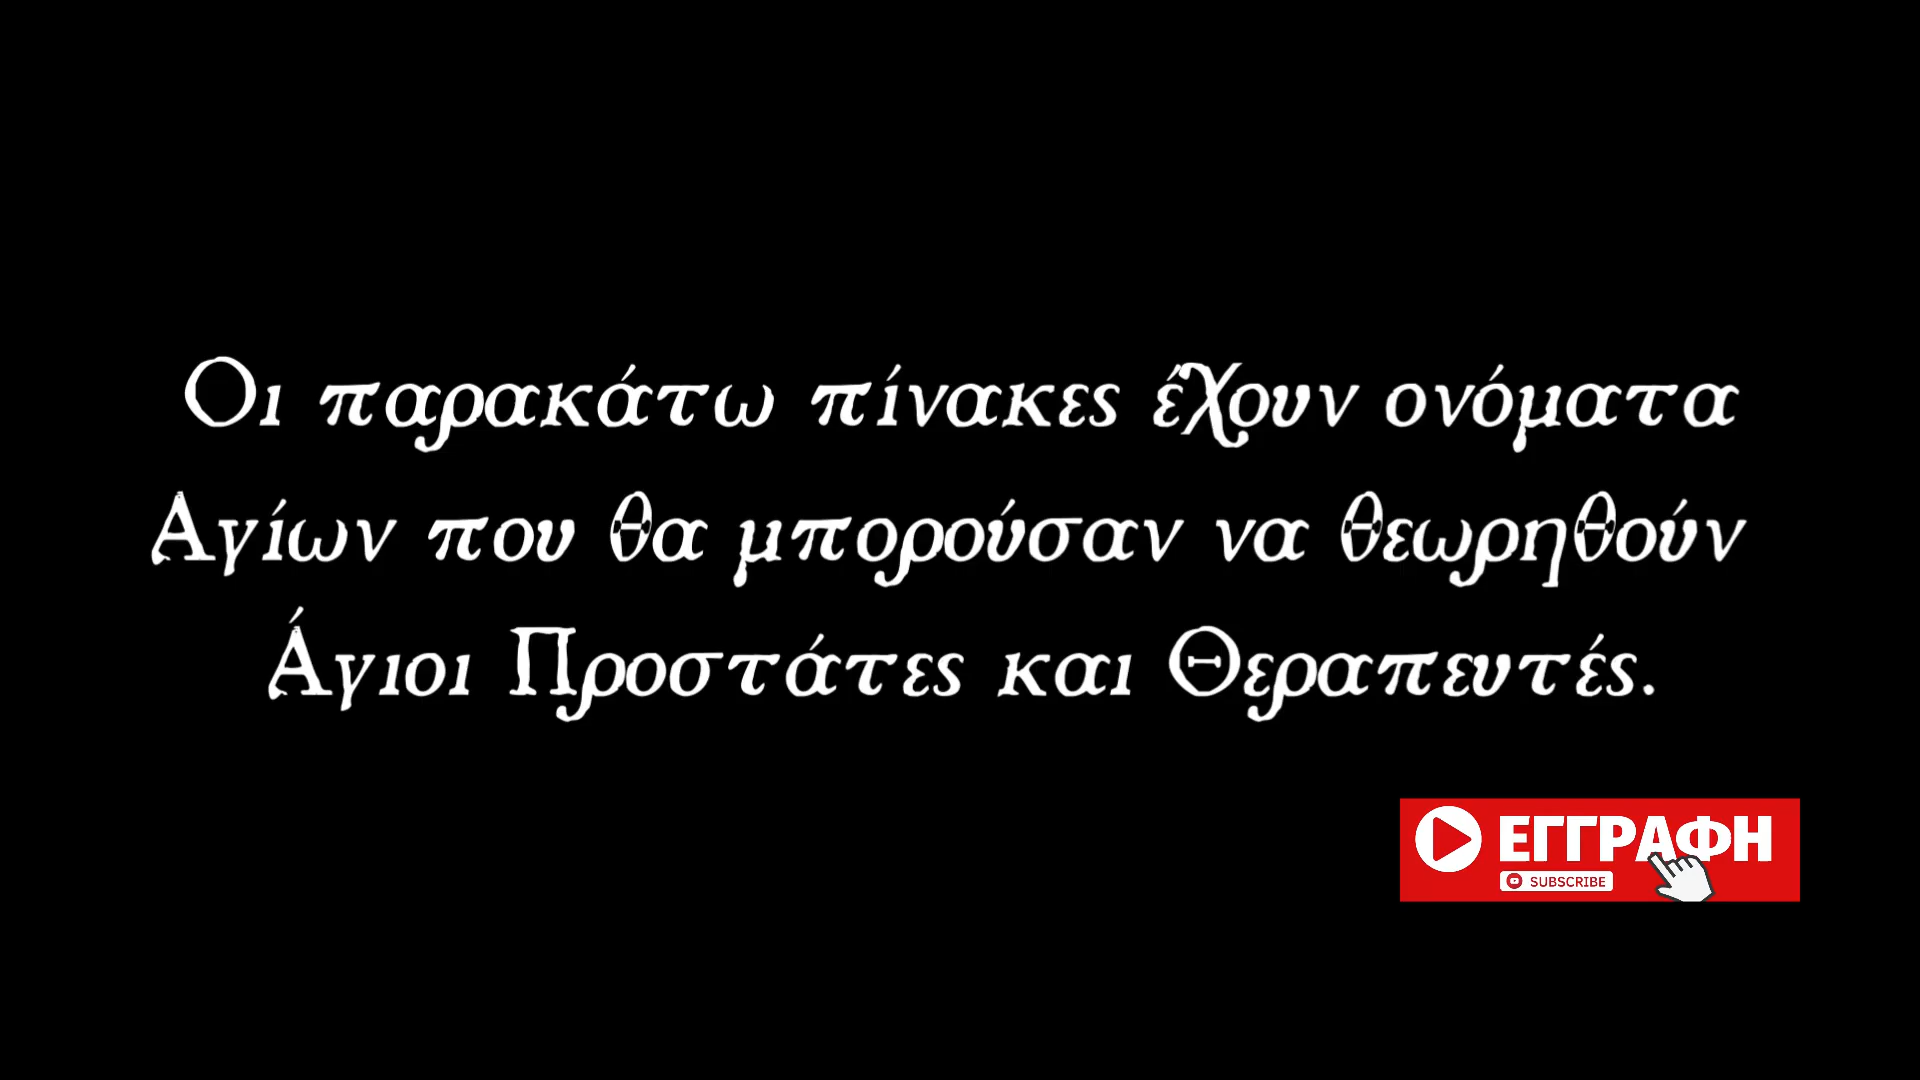 Οι παρακάτω πίνακες έχουν ονόματα
Αγίων που θα μπορούσαν να θεωρηθούν
Άγιοι Προστάτες και Θεραπευτές.
ΕΓΓΡΑΦΗ
SUBSCRIBE